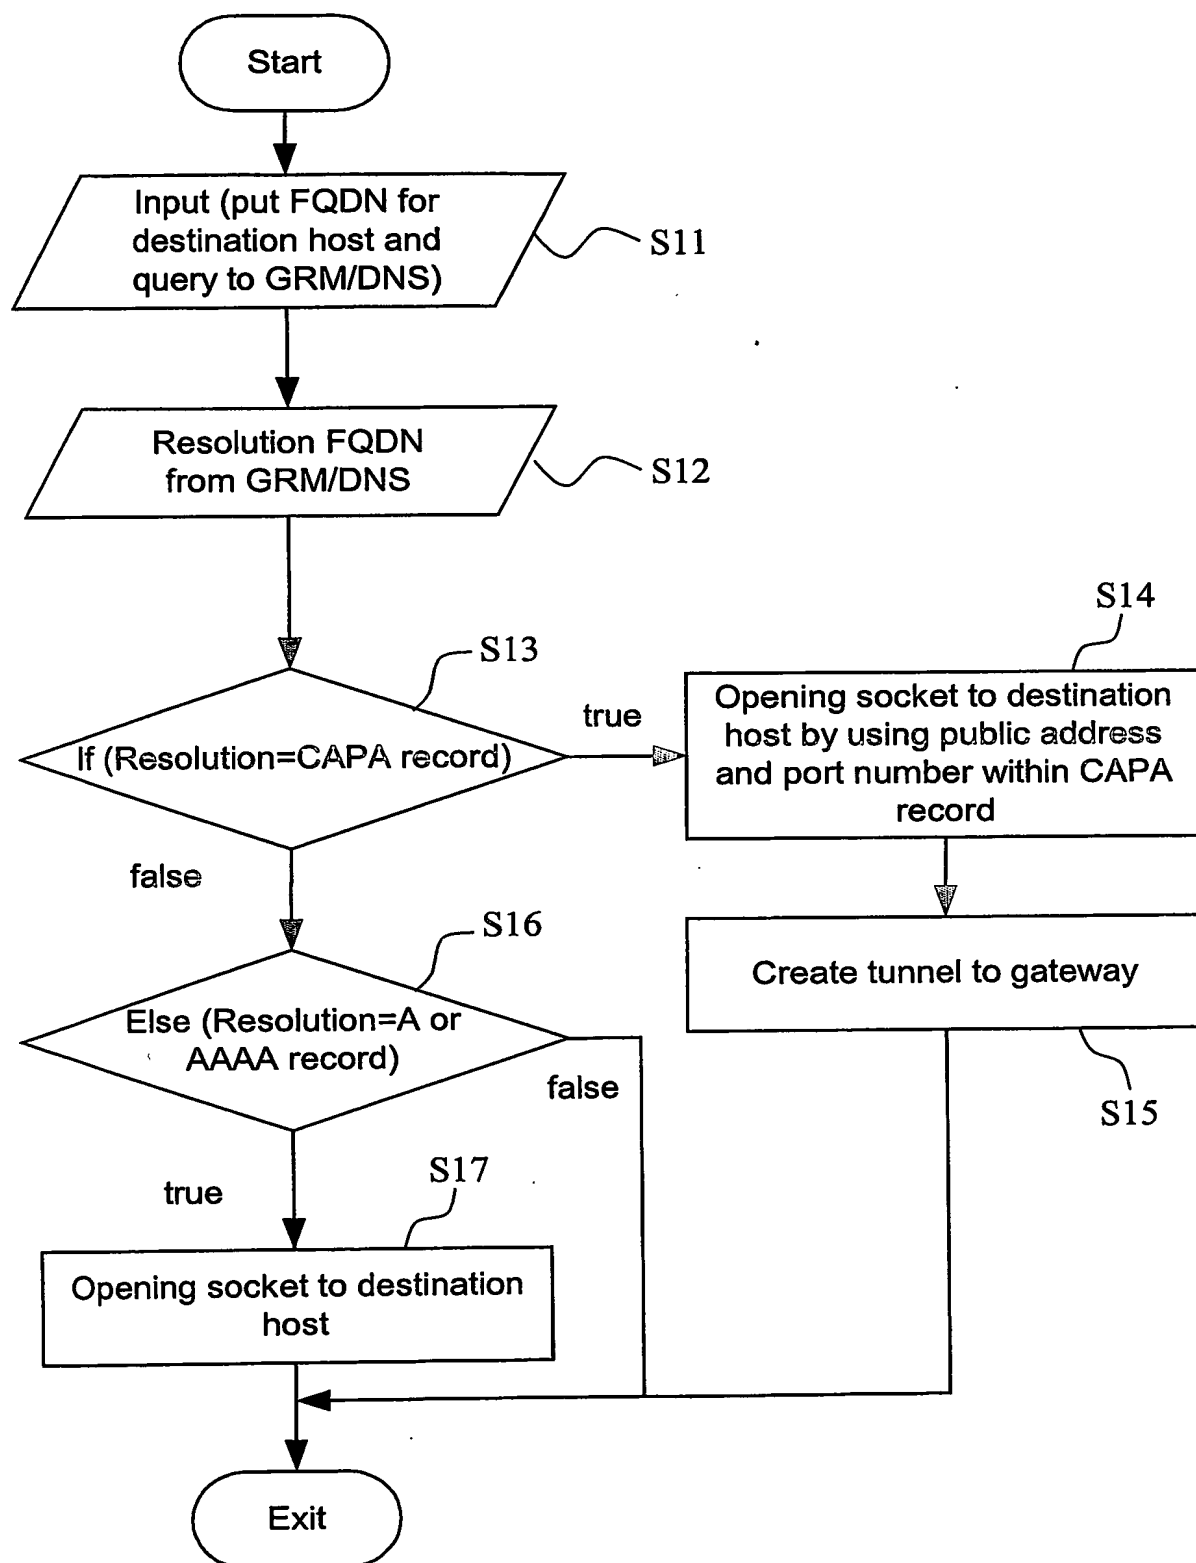 Start
Input (put FQDN for
destination host and
query to GRM/DNS)
S11
Resolution FQDN
from GRM/DNS
S12
S13
If (Resolution=CAPA record)
true
false
S14
Opening socket to destination
host by using public address
and port number within CAPA
record
Create tunnel to gateway
S15
S16
Else (Resolution=A or
AAAA record)
false
true
S17
Opening socket to destination
host
Exit